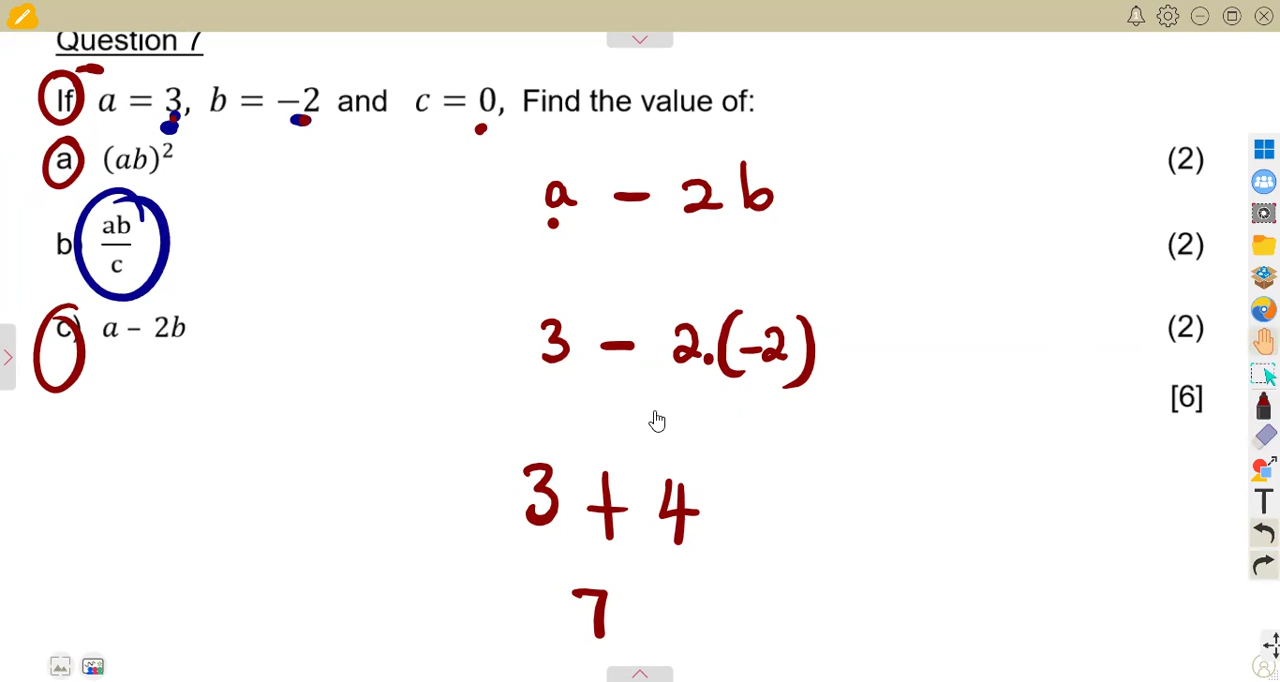 Question 7
If a = 3, b = −2 and c = 0, Find the value of:
a (ab)² (2)
b ab/c (2)
c) a − 2b (2)
[6]
a − 2b
3 − 2.(−2)
3 + 4
7
T